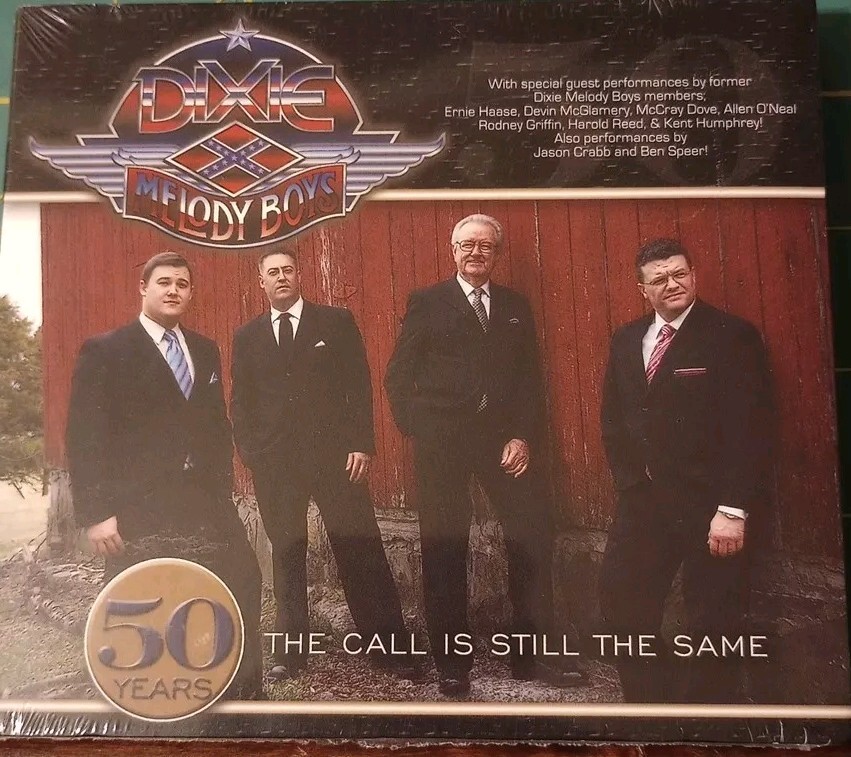 DIXIE
MELODY BOYS
With special guest performances by former
Dixie Melody Boys members;
Ernie Haase, Devin McGlamery, McCray Dove, Allen O'Neal
Rodney Griffin, Harold Reed, & Kent Humphrey!
Also performances by
Jason Crabb and Ben Speer!
50
YEARS
THE CALL IS STILL THE SAME